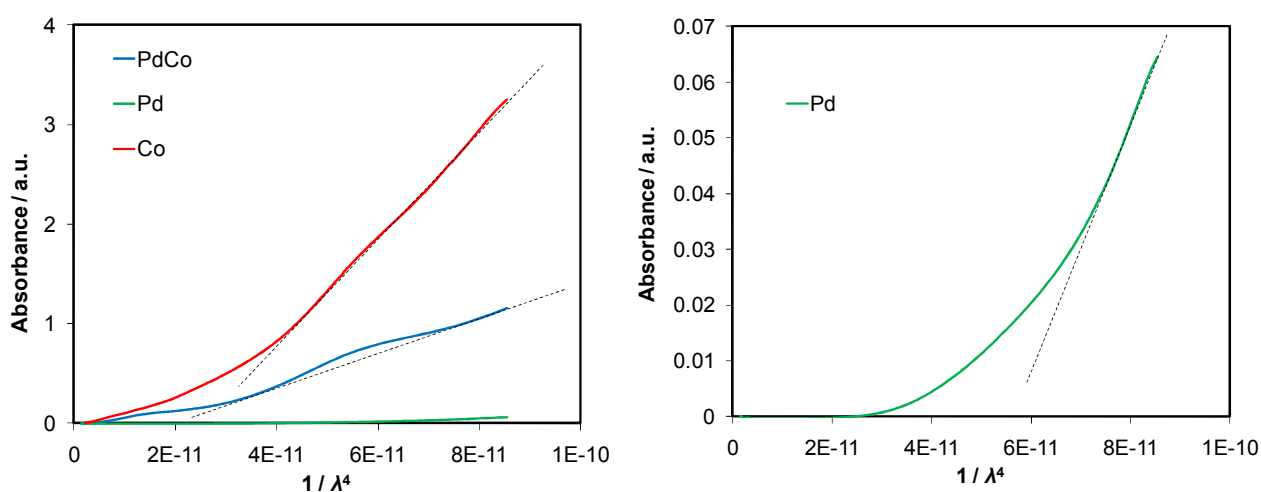 4
3
2
1
0
Absorbance / a.u.
PdCo
Pd
Co
0
2E-11
4E-11
6E-11
8E-11
1E-10
1 / λ⁴
0.07
0.06
0.05
0.04
0.03
0.02
0.01
0
Absorbance / a.u.
Pd
0
2E-11
4E-11
6E-11
8E-11
1E-10
1 / λ⁴